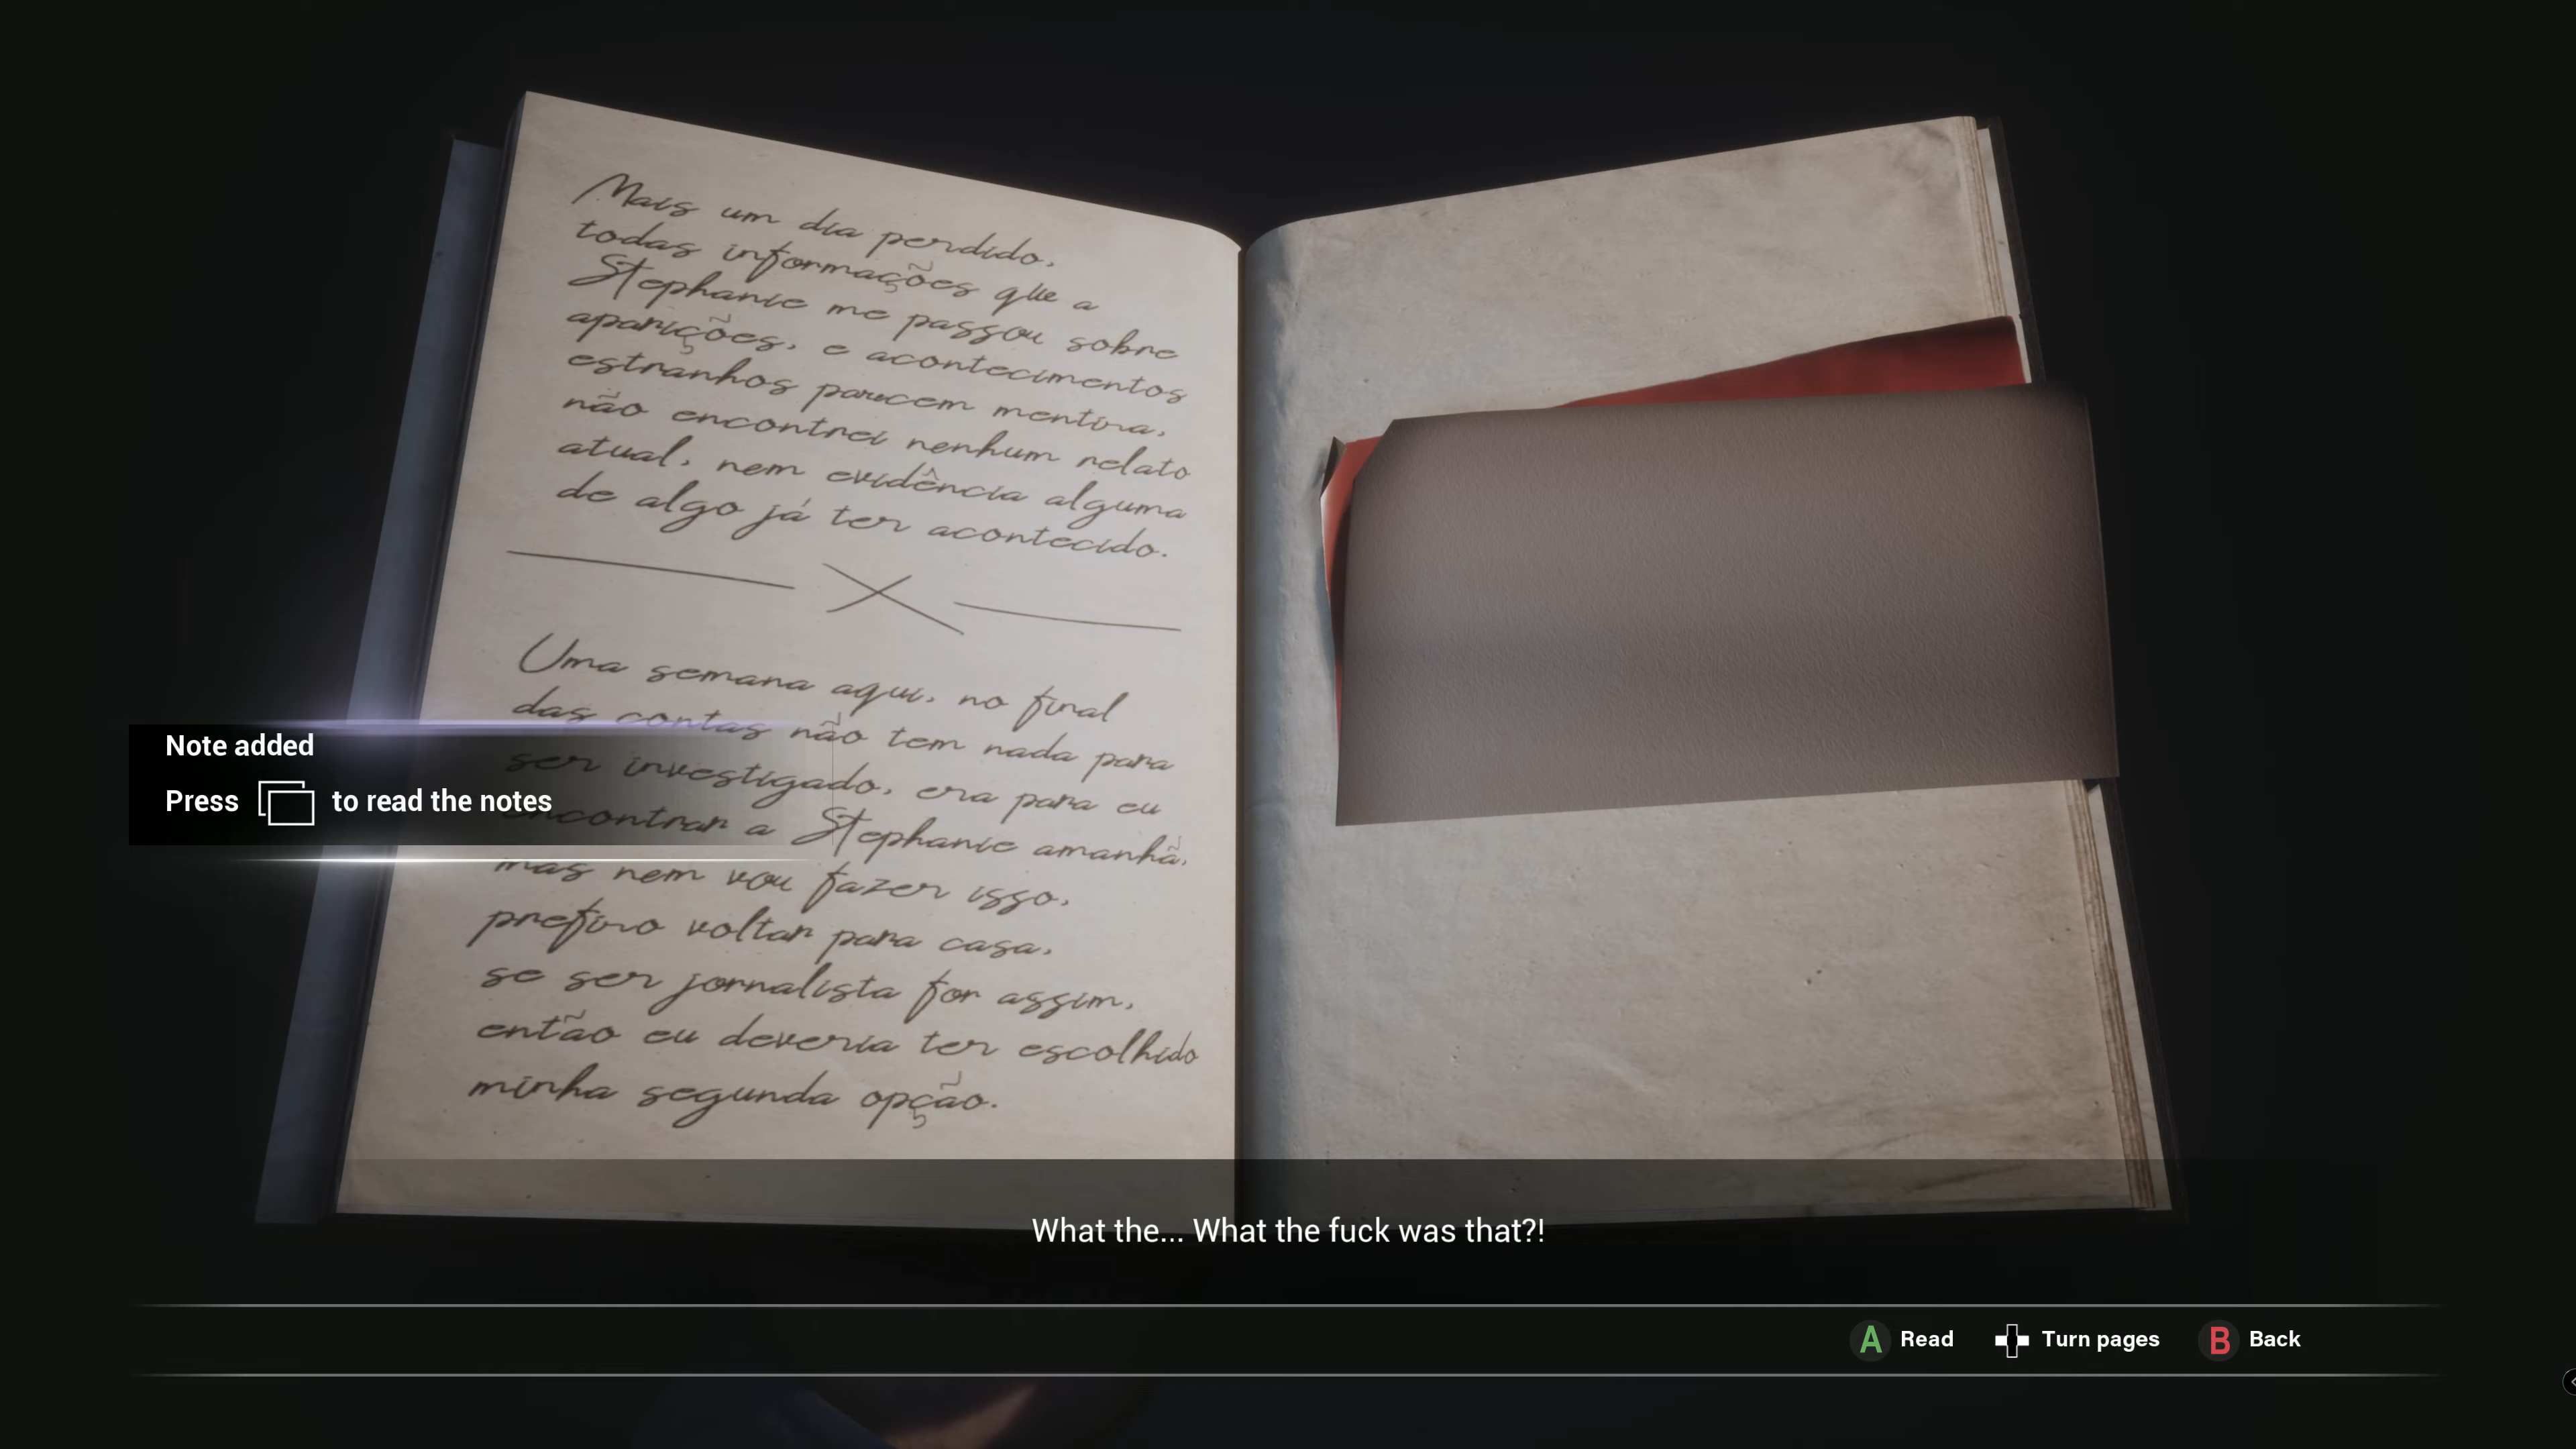 Mais um dia perdido,
todas informações que a
Stephanie me passou sobre
aparições, e acontecimentos
estranhos parecem mentira,
não encontrei nenhum relato
atual, nem evidência alguma
de algo já ter acontecido.
Uma semana aqui, no final
das contas não tem nada para
ser investigado, era para eu
encontrar a Stephanie amanhã,
mas nem vou fazer isso,
prefiro voltar para casa,
se ser jornalista for assim,
então eu deveria ter escolhido
minha segunda opção.
Note added
Press to read the notes
What the... What the fuck was that?!
A Read Turn pages B Back